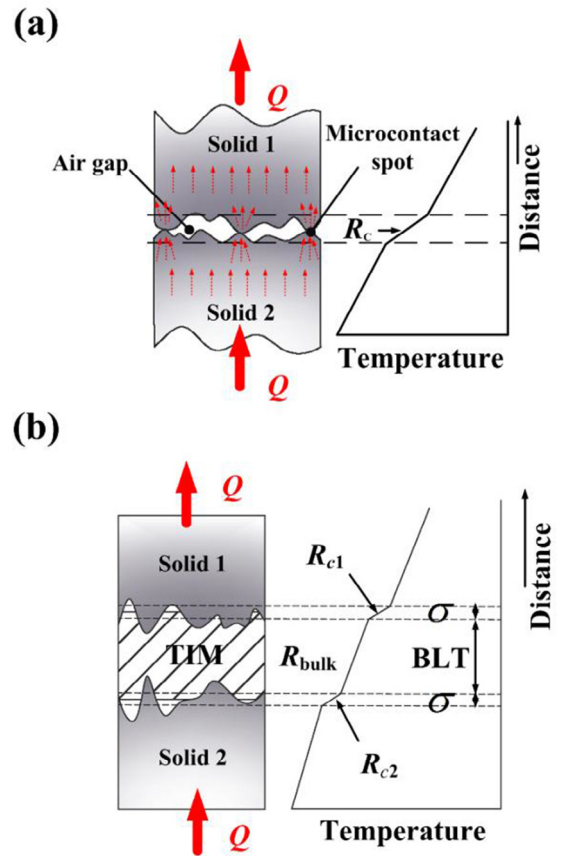 (a)
Q
Solid 1
Microcontact
spot
Air gap
Rc
Distance
Solid 2
Temperature
Q
(b)
Q
Solid 1
Rc1
Distance
σ
TIM
Rbulk
BLT
σ
Solid 2
Rc2
Q
Temperature